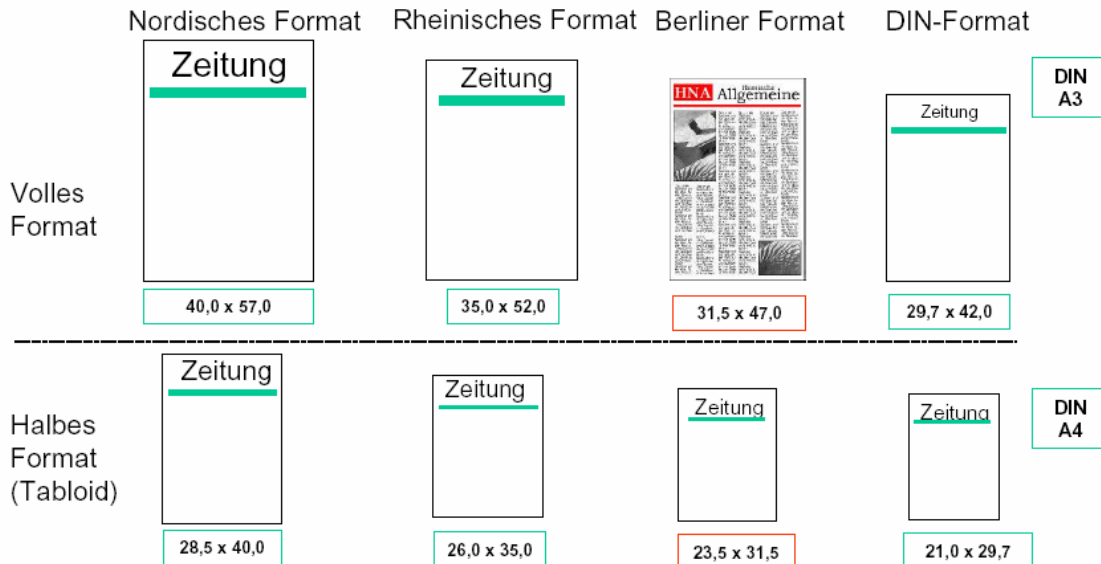 Nordisches Format
Rheinisches Format
Berliner Format
DIN-Format
Volles
Format
Zeitung
Zeitung
HNA Hessische
Allgemeine
Zeitung
DIN
A3
40,0 x 57,0
35,0 x 52,0
31,5 x 47,0
29,7 x 42,0
Halbes
Format
(Tabloid)
Zeitung
Zeitung
Zeitung
Zeitung
DIN
A4
28,5 x 40,0
26,0 x 35,0
23,5 x 31,5
21,0 x 29,7